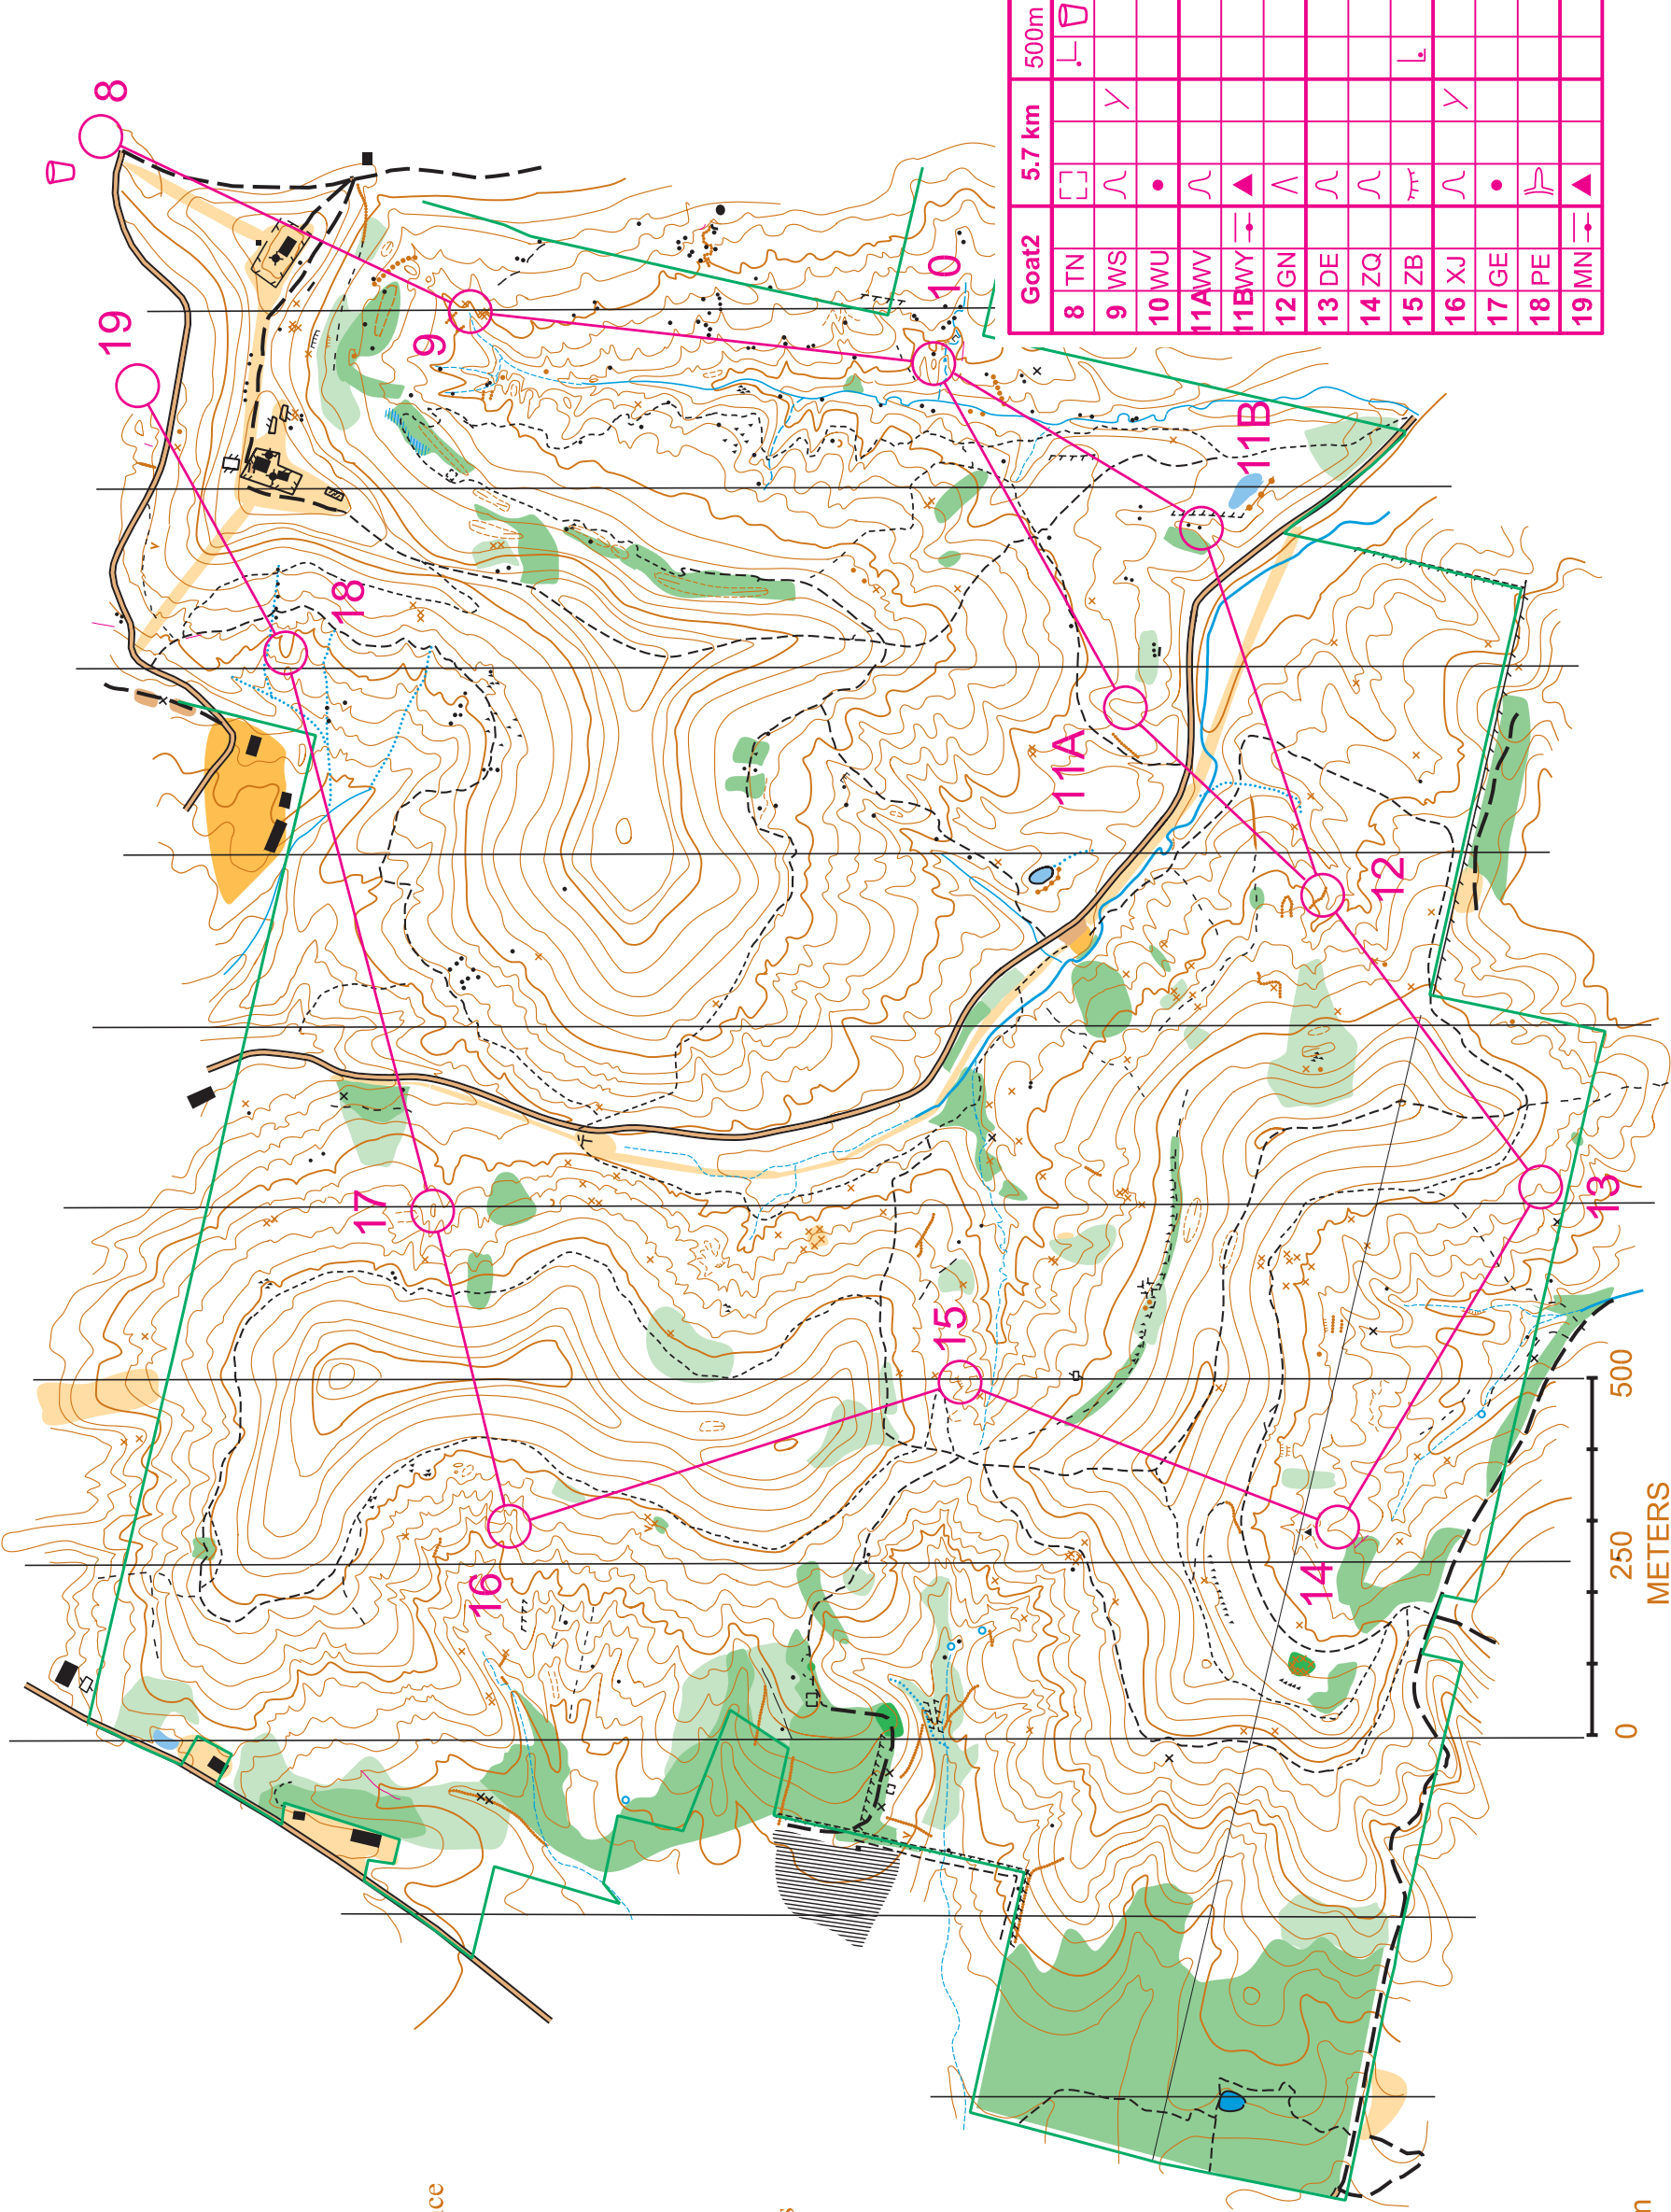 8
19
9
10
18
11B
11A
12
17
13
15
16
14
Goat2 5.7 km 500m
8 TN
9 WS
10 WU
11A WV
11B WY
12 GN
13 DE
14 ZQ
15 ZB
16 XJ
17 GE
18 PE
19 MN
0 250 500
METERS
ce
s
n